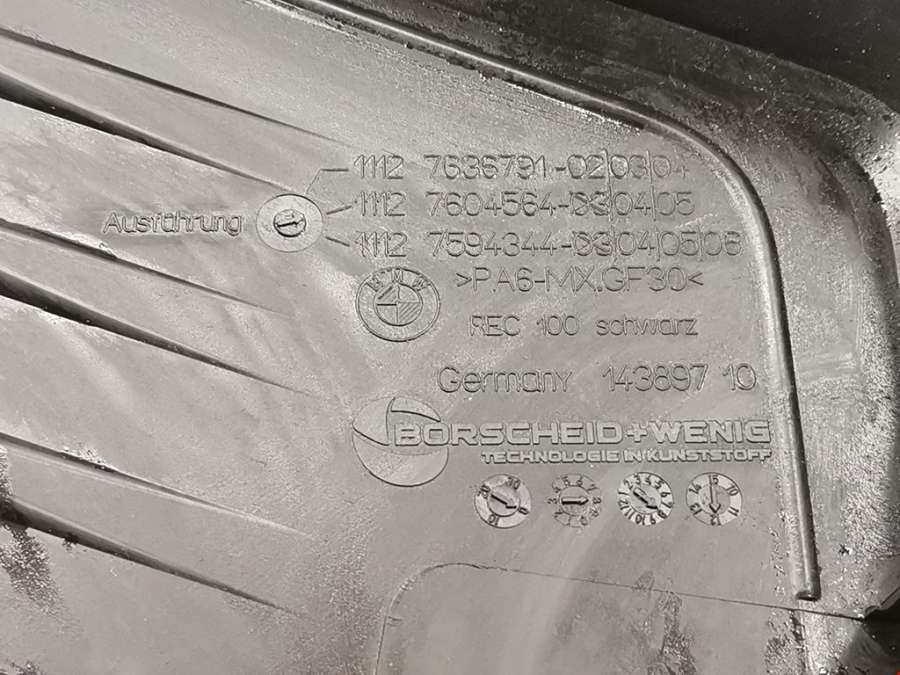 1112 7636791-02/03/04
Ausführung
1112 7604564-03/04/05
1112 7594344-03/04/05/06
>PA6-MX.GF30<
BMW
REC 100 schwarz
Germany 143897 10
BORSCHEID+WENIG
TECHNOLOGIE IN KUNSTSTOFF